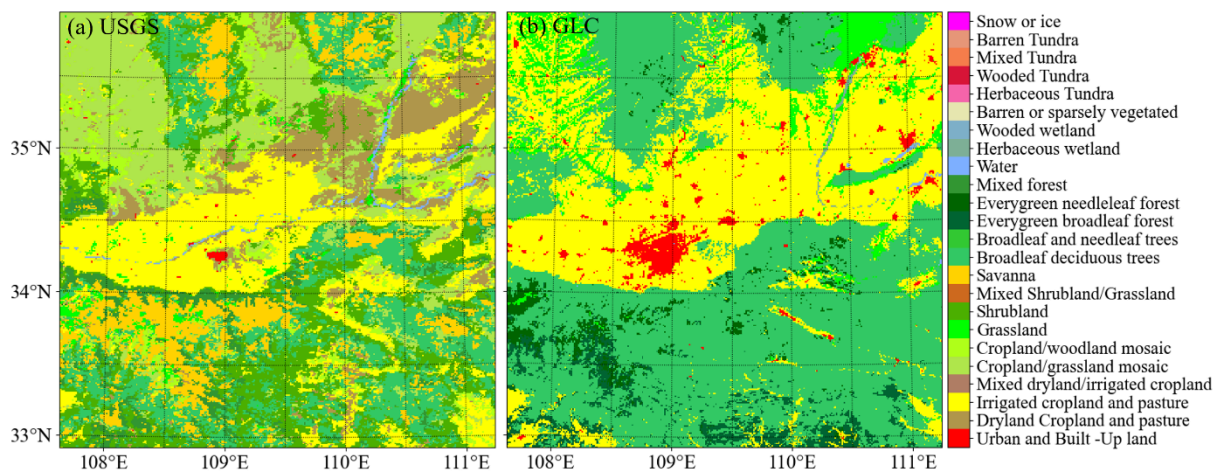 (a) USGS
(b) GLC
35°N
34°N
33°N
108°E
109°E
110°E
111°E
108°E
109°E
110°E
111°E
Snow or ice
Barren Tundra
Mixed Tundra
Wooded Tundra
Herbaceous Tundra
Barren or sparsely vegetated
Wooded wetland
Herbaceous wetland
Water
Mixed forest
Everygreen needleleaf forest
Everygreen broadleaf forest
Broadleaf and needleaf trees
Broadleaf deciduous trees
Savanna
Mixed Shrubland/Grassland
Shrubland
Grassland
Cropland/woodland mosaic
Cropland/grassland mosaic
Mixed dryland/irrigated cropland
Irrigated cropland and pasture
Dryland Cropland and pasture
Urban and Built -Up land